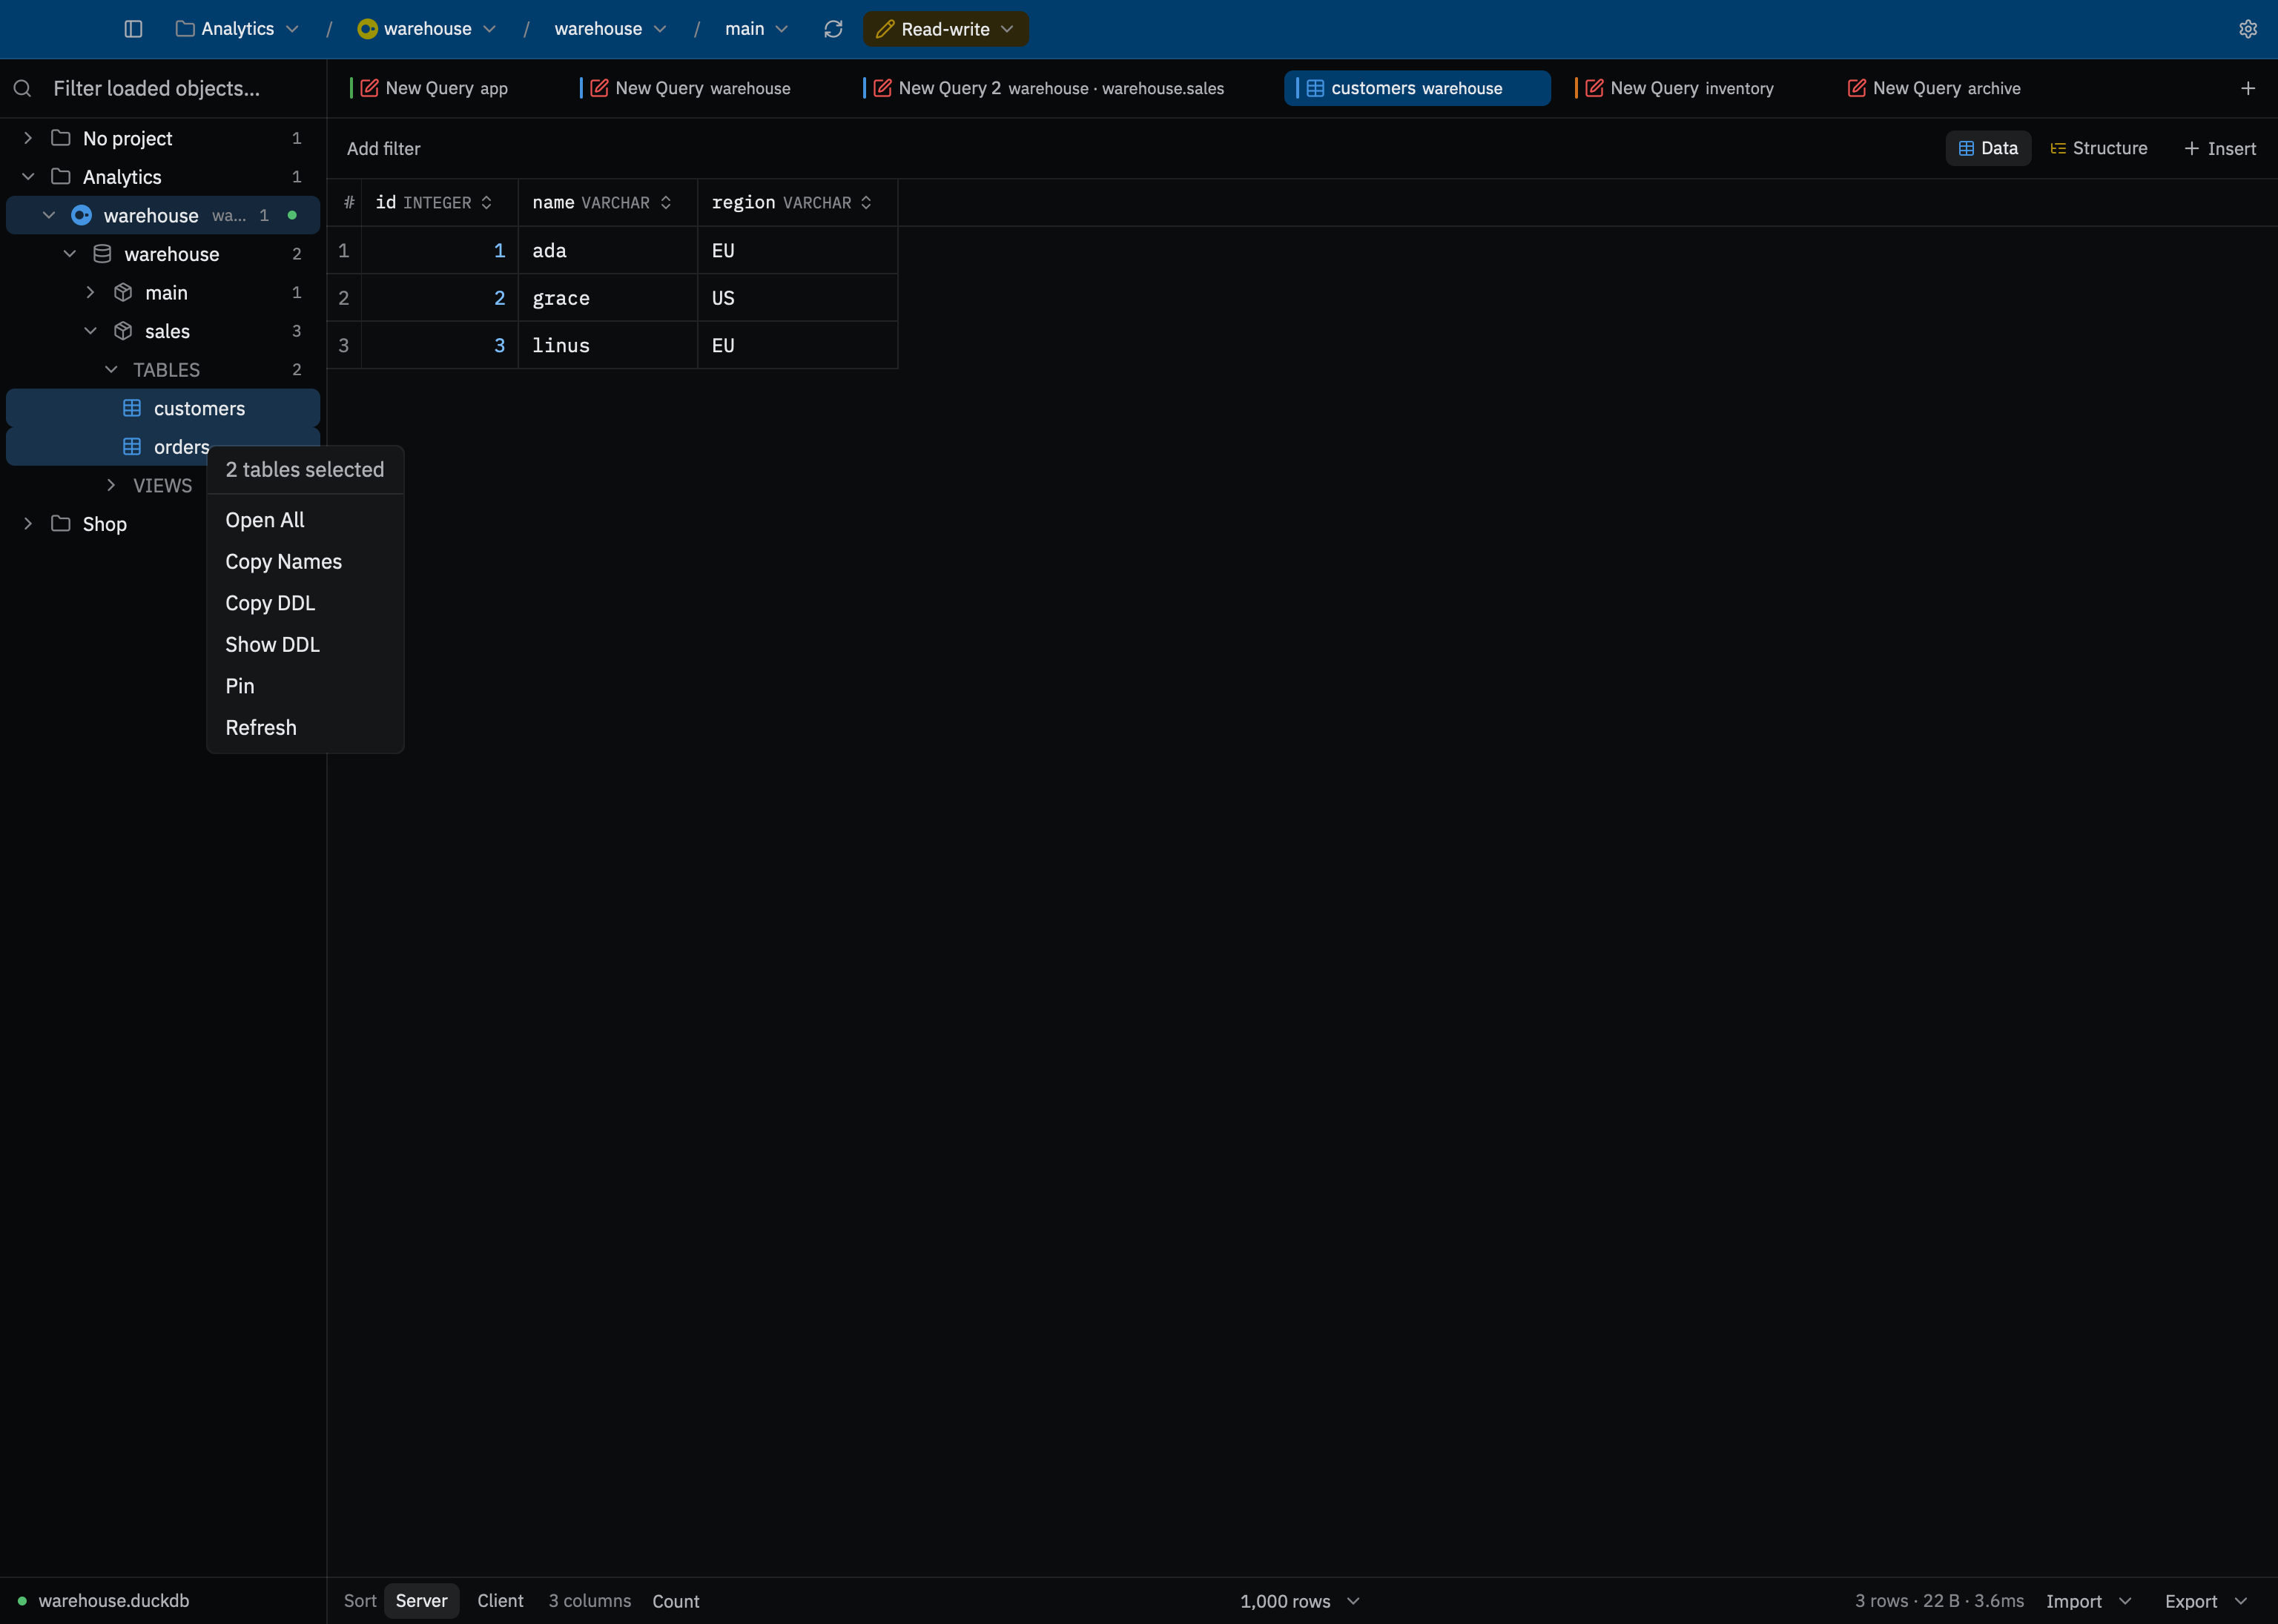 Analytics / warehouse / warehouse / main Read-write
Filter loaded objects...
New Query app
New Query warehouse
New Query 2 warehouse · warehouse.sales
customers warehouse
New Query inventory
New Query archive
No project 1
Analytics 1
warehouse wa... 1
warehouse 2
main 1
sales 3
TABLES 2
customers
orders
VIEWS
Shop
2 tables selected
Open All
Copy Names
Copy DDL
Show DDL
Pin
Refresh
Add filter
Data Structure Insert
# id INTEGER name VARCHAR region VARCHAR
1 1 ada EU
2 2 grace US
3 3 linus EU
warehouse.duckdb
Sort Server Client 3 columns Count
1,000 rows
3 rows · 22 B · 3.6ms Import Export